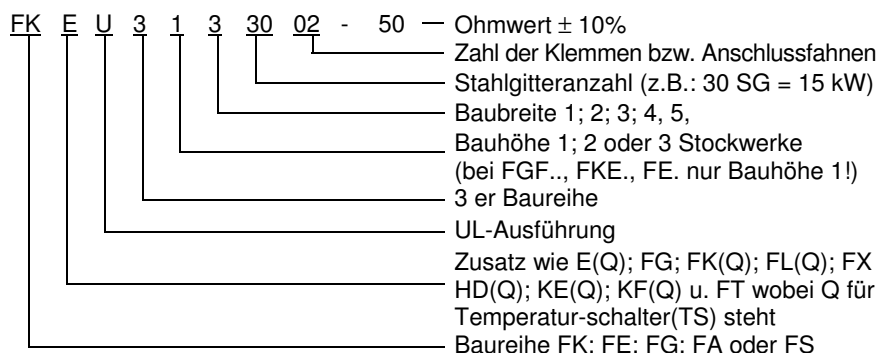 FK E U 3 1 3 30 02 - 50 — Ohmwert ± 10%
Zahl der Klemmen bzw. Anschlussfahnen
Stahlgitteranzahl (z.B.: 30 SG = 15 kW)
Baubreite 1; 2; 3; 4, 5,
Bauhöhe 1; 2 oder 3 Stockwerke
(bei FGF.., FKE., FE. nur Bauhöhe 1!)
3 er Baureihe
UL-Ausführung
Zusatz wie E(Q); FG; FK(Q); FL(Q); FX
HD(Q); KE(Q); KF(Q) u. FT wobei Q für
Temperatur-schalter(TS) steht
Baureihe FK; FE; FG; FA oder FS